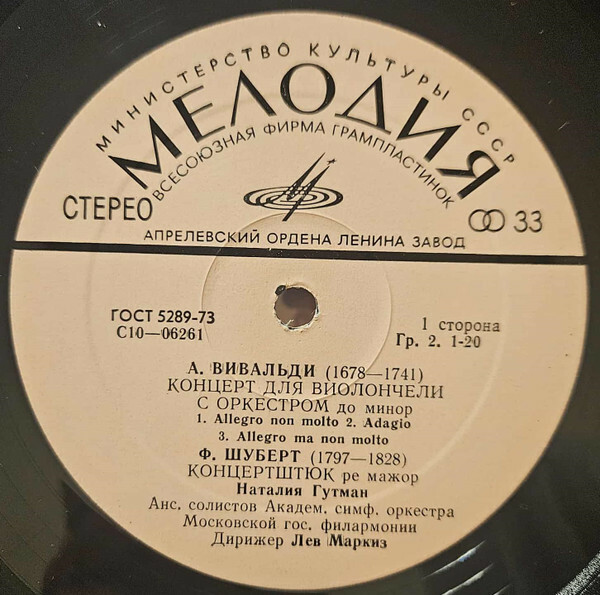 МИНИСТЕРСТВО КУЛЬТУРЫ СССР
МЕЛОДИЯ
ВСЕСОЮЗНАЯ ФИРМА ГРАМПЛАСТИНОК
СТЕРЕО
33
АПРЕЛЕВСКИЙ ОРДЕНА ЛЕНИНА ЗАВОД
ГОСТ 5289-73
С10—06261
1 сторона
Гр. 2. 1-20
А. ВИВАЛЬДИ (1678—1741)
КОНЦЕРТ ДЛЯ ВИОЛОНЧЕЛИ
С ОРКЕСТРОМ до минор
1. Allegro non molto 2. Adagio
3. Allegro ma non molto
Ф. ШУБЕРТ (1797—1828)
КОНЦЕРТШТЮК ре мажор
Наталия Гутман
Анс. солистов Академ. симф. оркестра
Московской гос. филармонии
Дирижер Лев Маркиз